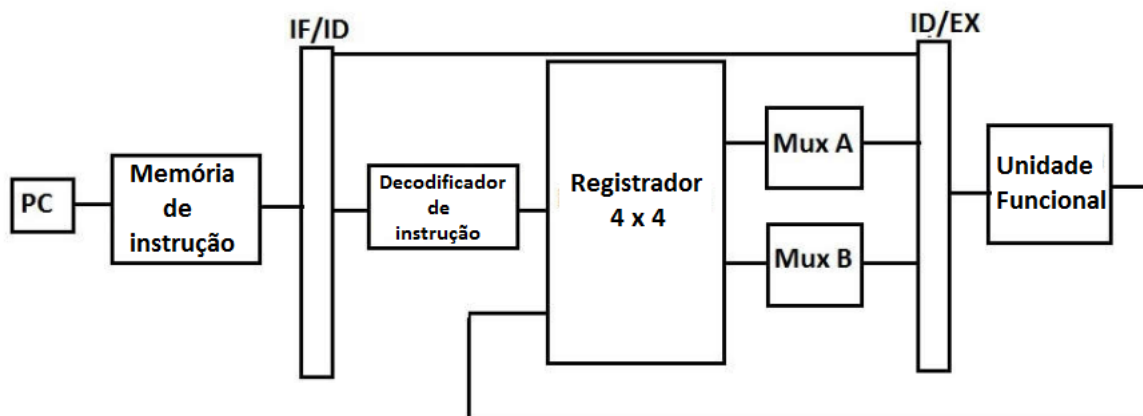 IF/ID
ID/EX
PC
Memória
de
instrução
Decodificador
de
instrução
Registrador
4 x 4
Mux A
Mux B
Unidade
Funcional